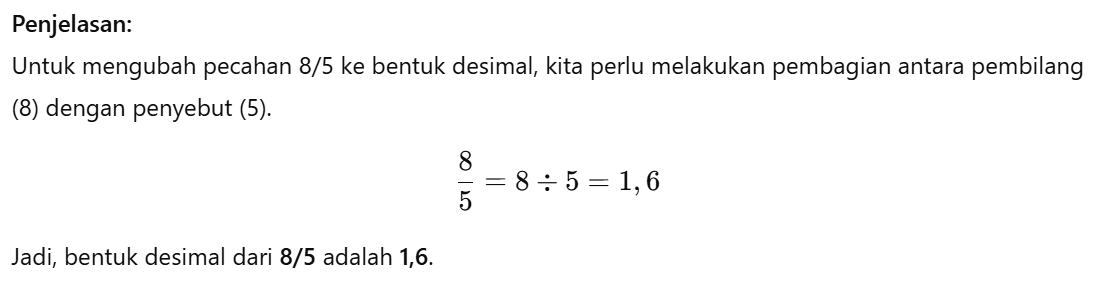 Penjelasan:
Untuk mengubah pecahan 8/5 ke bentuk desimal, kita perlu melakukan pembagian antara pembilang
(8) dengan penyebut (5).
8/5 = 8 ÷ 5 = 1, 6
Jadi, bentuk desimal dari 8/5 adalah 1,6.